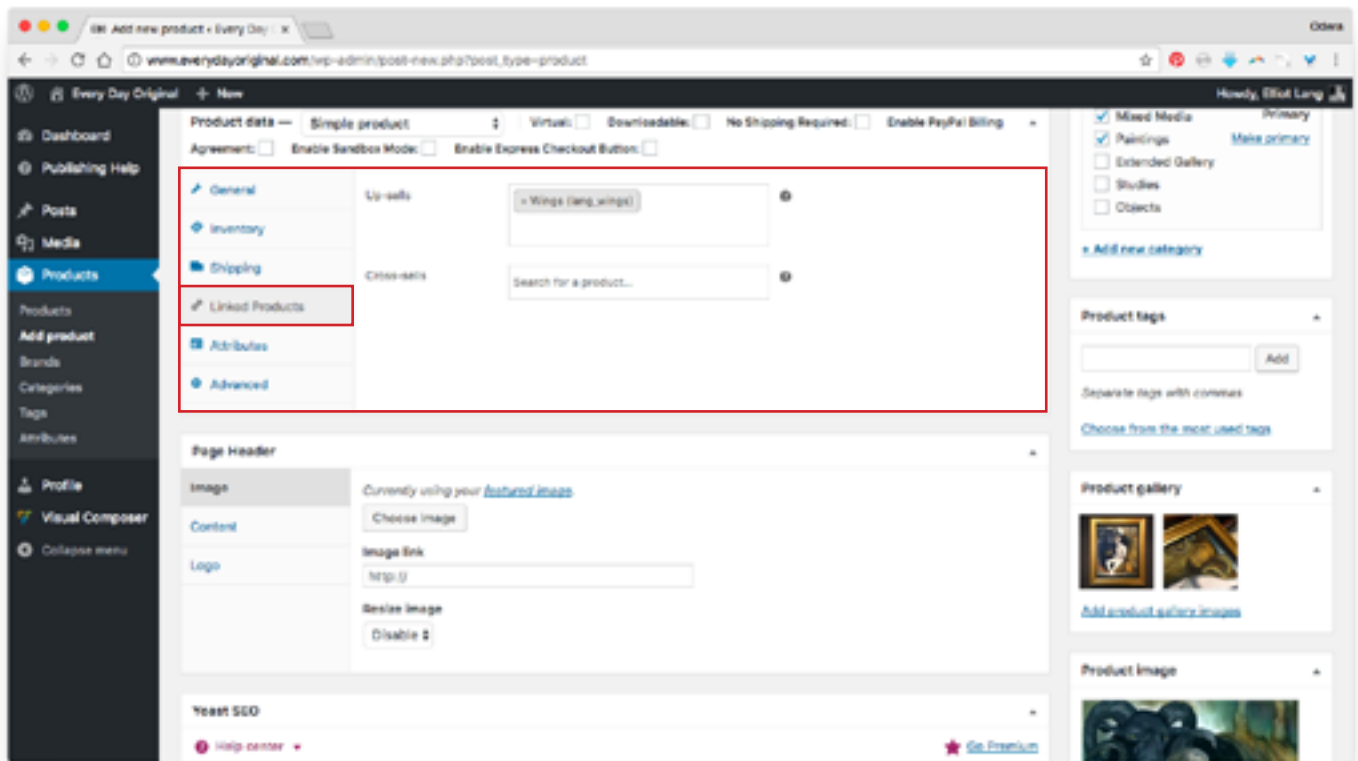 Add new product ‹ Every Day
Odera
www.everydayoriginal.com/wp-admin/post-new.php?post_type=product
Every Day Original + New
Howdy, Elliot Lang
Dashboard
Publishing Help
Posts
Media
Products
Products
Add product
Brands
Categories
Tags
Attributes
Profile
Visual Composer
Collapse menu
Product data — Simple product Virtual: Downloadable: No Shipping Required: Enable PayPal Billing
Agreement: Enable Sandbox Mode: Enable Express Checkout Button:
General
Inventory
Shipping
Linked Products
Attributes
Advanced
Up-sells
× Wings (lang_wings)
Cross-sells
Search for a product...
Page Header
Image
Content
Logo
Currently using your featured image.
Choose Image
Image link
http://
Resize Image
Disable
Yoast SEO
Help center
Go Premium
Mixed Media Primary
Paintings Make primary
Extended Gallery
Studies
Objects
+ Add new category
Product tags
Add
Separate tags with commas
Choose from the most used tags
Product gallery
Add product gallery images
Product image